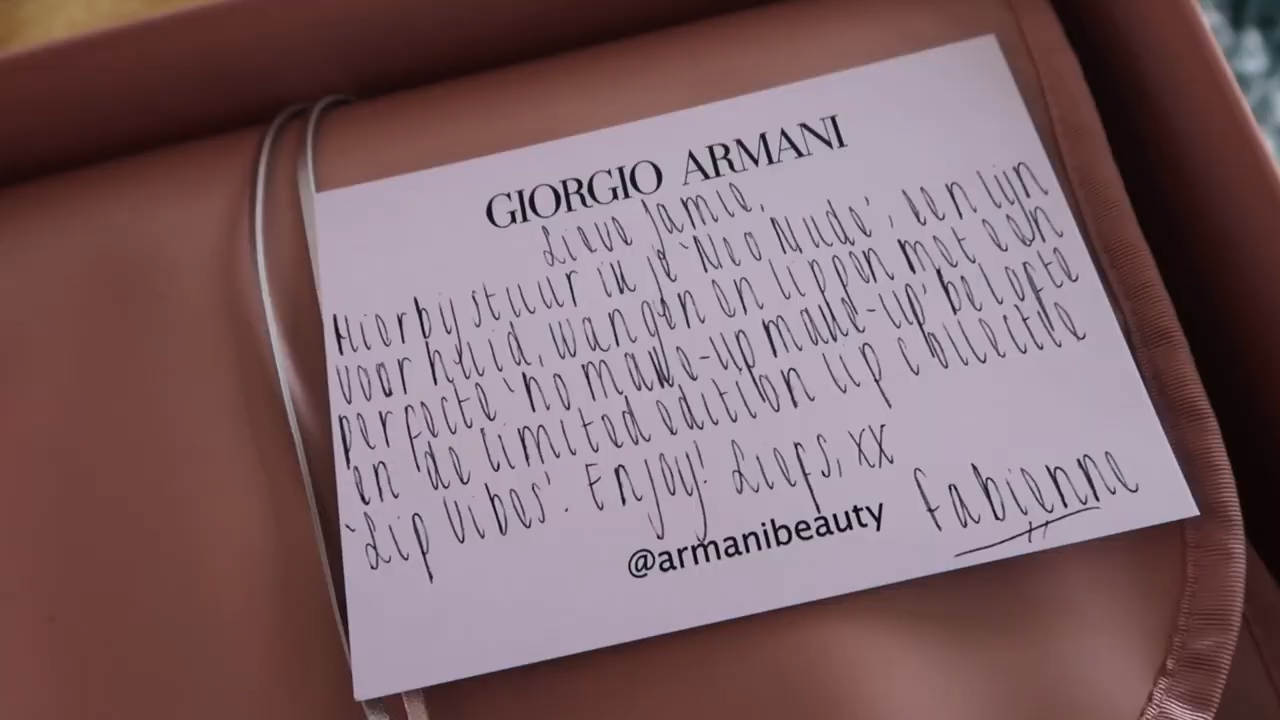 GIORGIO ARMANI
Lieve Jamie,
Hierbij stuur ik je 'Neo Nude', een lijn
voor huid, wangen en lippen met een
perfecte 'no make-up make-up' belofte
en de limited edition lip collectie
'Lip Vibes'. Enjoy! Liefs, xx
Fabienne
@armanibeauty